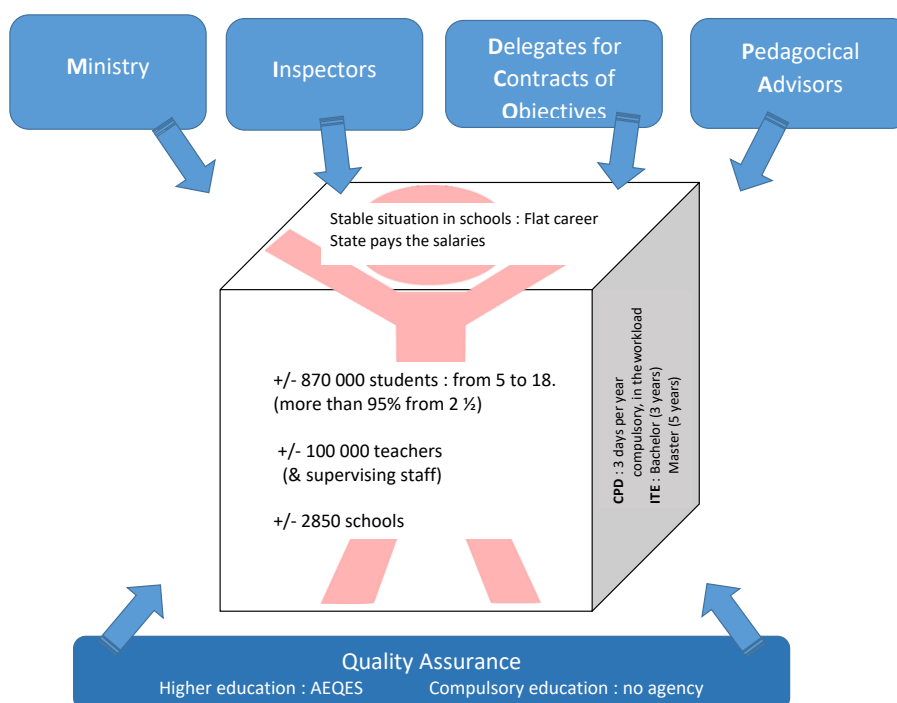 Ministry
Inspectors
Delegates for
Contracts of
Objectives
Pedagocical
Advisors
Stable situation in schools : Flat career
State pays the salaries
+/- 870 000 students : from 5 to 18.
(more than 95% from 2 ½)
+/- 100 000 teachers
(& supervising staff)
+/- 2850 schools
CPD : 3 days per year
compulsory, in the workload
ITE : Bachelor (3 years)
Master (5 years)
Quality Assurance
Higher education : AEQES Compulsory education : no agency